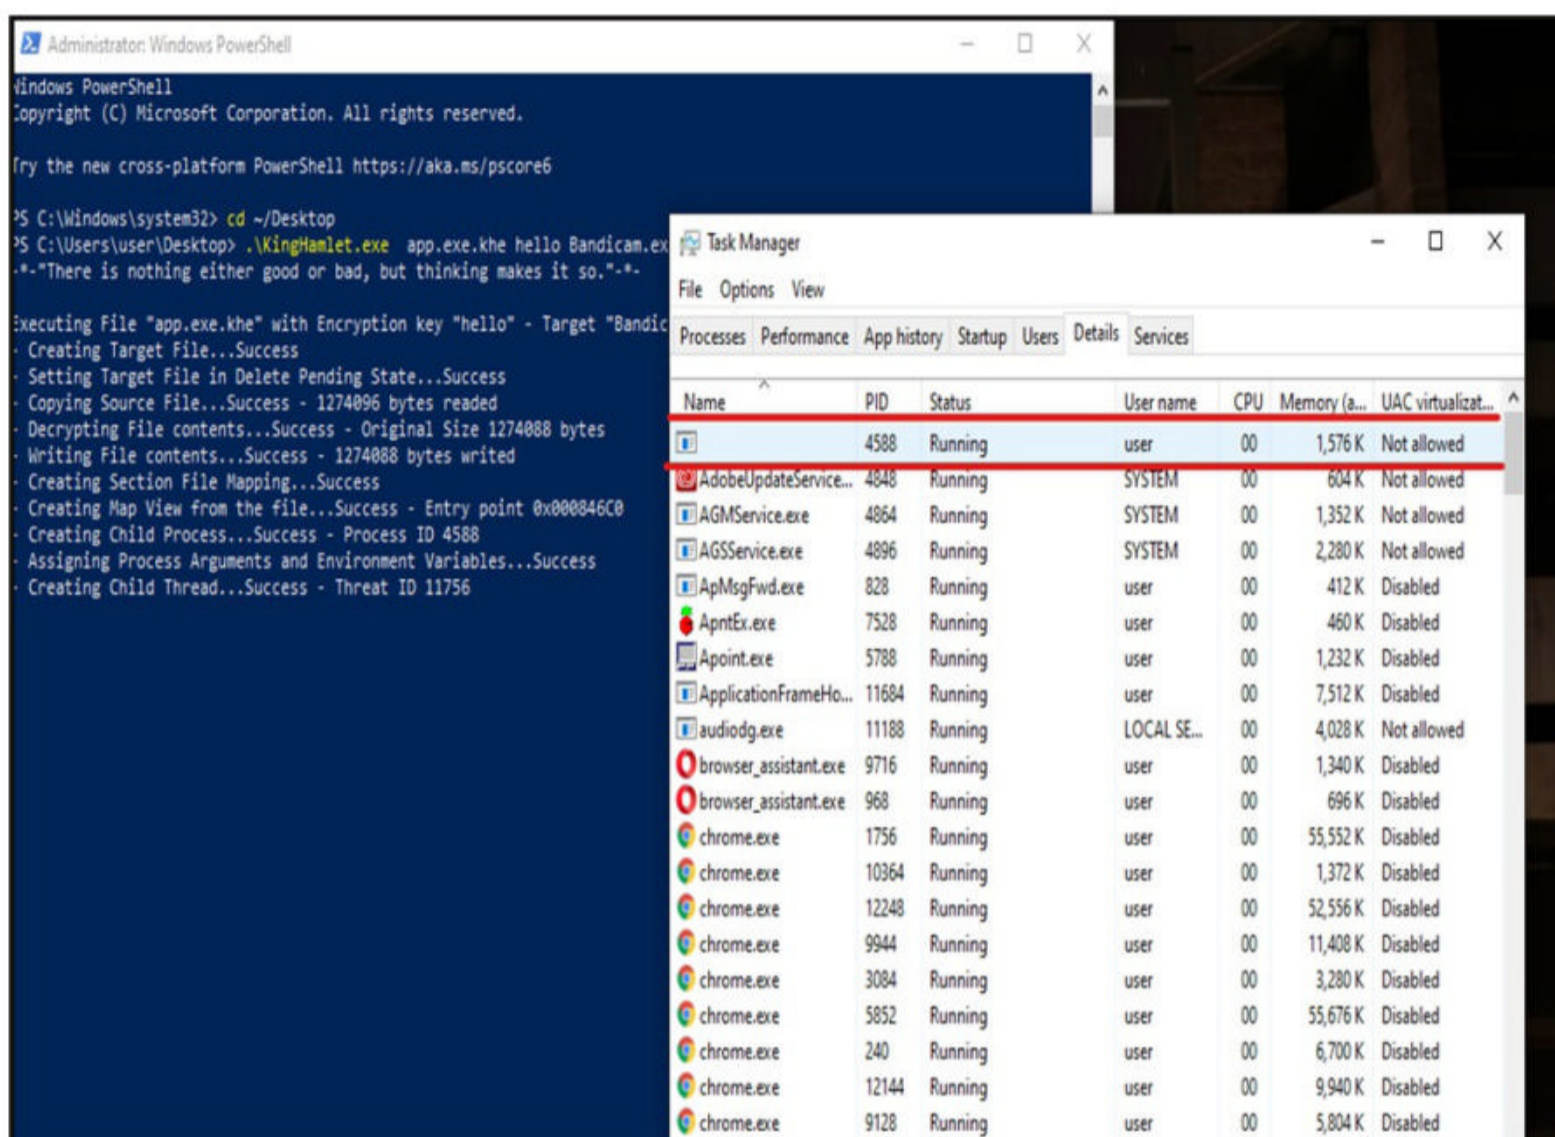 Administrator: Windows PowerShell
Windows PowerShell
Copyright (C) Microsoft Corporation. All rights reserved.
Try the new cross-platform PowerShell https://aka.ms/pscore6
PS C:\Windows\system32> cd ~/Desktop
PS C:\Users\user\Desktop> .\KingHamlet.exe app.exe.khe hello Bandicam.ex
-*-"There is nothing either good or bad, but thinking makes it so."-*-
Executing File "app.exe.khe" with Encryption key "hello" - Target "Bandic
- Creating Target File...Success
- Setting Target File in Delete Pending State...Success
- Copying Source File...Success - 1274096 bytes readed
- Decrypting File contents...Success - Original Size 1274088 bytes
- Writing File contents...Success - 1274088 bytes writed
- Creating Section File Mapping...Success
- Creating Map View from the file...Success - Entry point 0x000846C0
- Creating Child Process...Success - Process ID 4588
- Assigning Process Arguments and Environment Variables...Success
- Creating Child Thread...Success - Threat ID 11756
Task Manager
File Options View
Processes Performance App history Startup Users Details Services
Name PID Status User name CPU Memory (a... UAC virtualizat...
4588 Running user 00 1,576 K Not allowed
AdobeUpdateService... 4848 Running SYSTEM 00 604 K Not allowed
AGMService.exe 4864 Running SYSTEM 00 1,352 K Not allowed
AGSService.exe 4896 Running SYSTEM 00 2,280 K Not allowed
ApMsgFwd.exe 828 Running user 00 412 K Disabled
ApntEx.exe 7528 Running user 00 460 K Disabled
Apoint.exe 5788 Running user 00 1,232 K Disabled
ApplicationFrameHo... 11684 Running user 00 7,512 K Disabled
audiodg.exe 11188 Running LOCAL SE... 00 4,028 K Not allowed
browser_assistant.exe 9716 Running user 00 1,340 K Disabled
browser_assistant.exe 968 Running user 00 696 K Disabled
chrome.exe 1756 Running user 00 55,552 K Disabled
chrome.exe 10364 Running user 00 1,372 K Disabled
chrome.exe 12248 Running user 00 52,556 K Disabled
chrome.exe 9944 Running user 00 11,408 K Disabled
chrome.exe 3084 Running user 00 3,280 K Disabled
chrome.exe 5852 Running user 00 55,676 K Disabled
chrome.exe 240 Running user 00 6,700 K Disabled
chrome.exe 12144 Running user 00 9,940 K Disabled
chrome.exe 9128 Running user 00 5,804 K Disabled